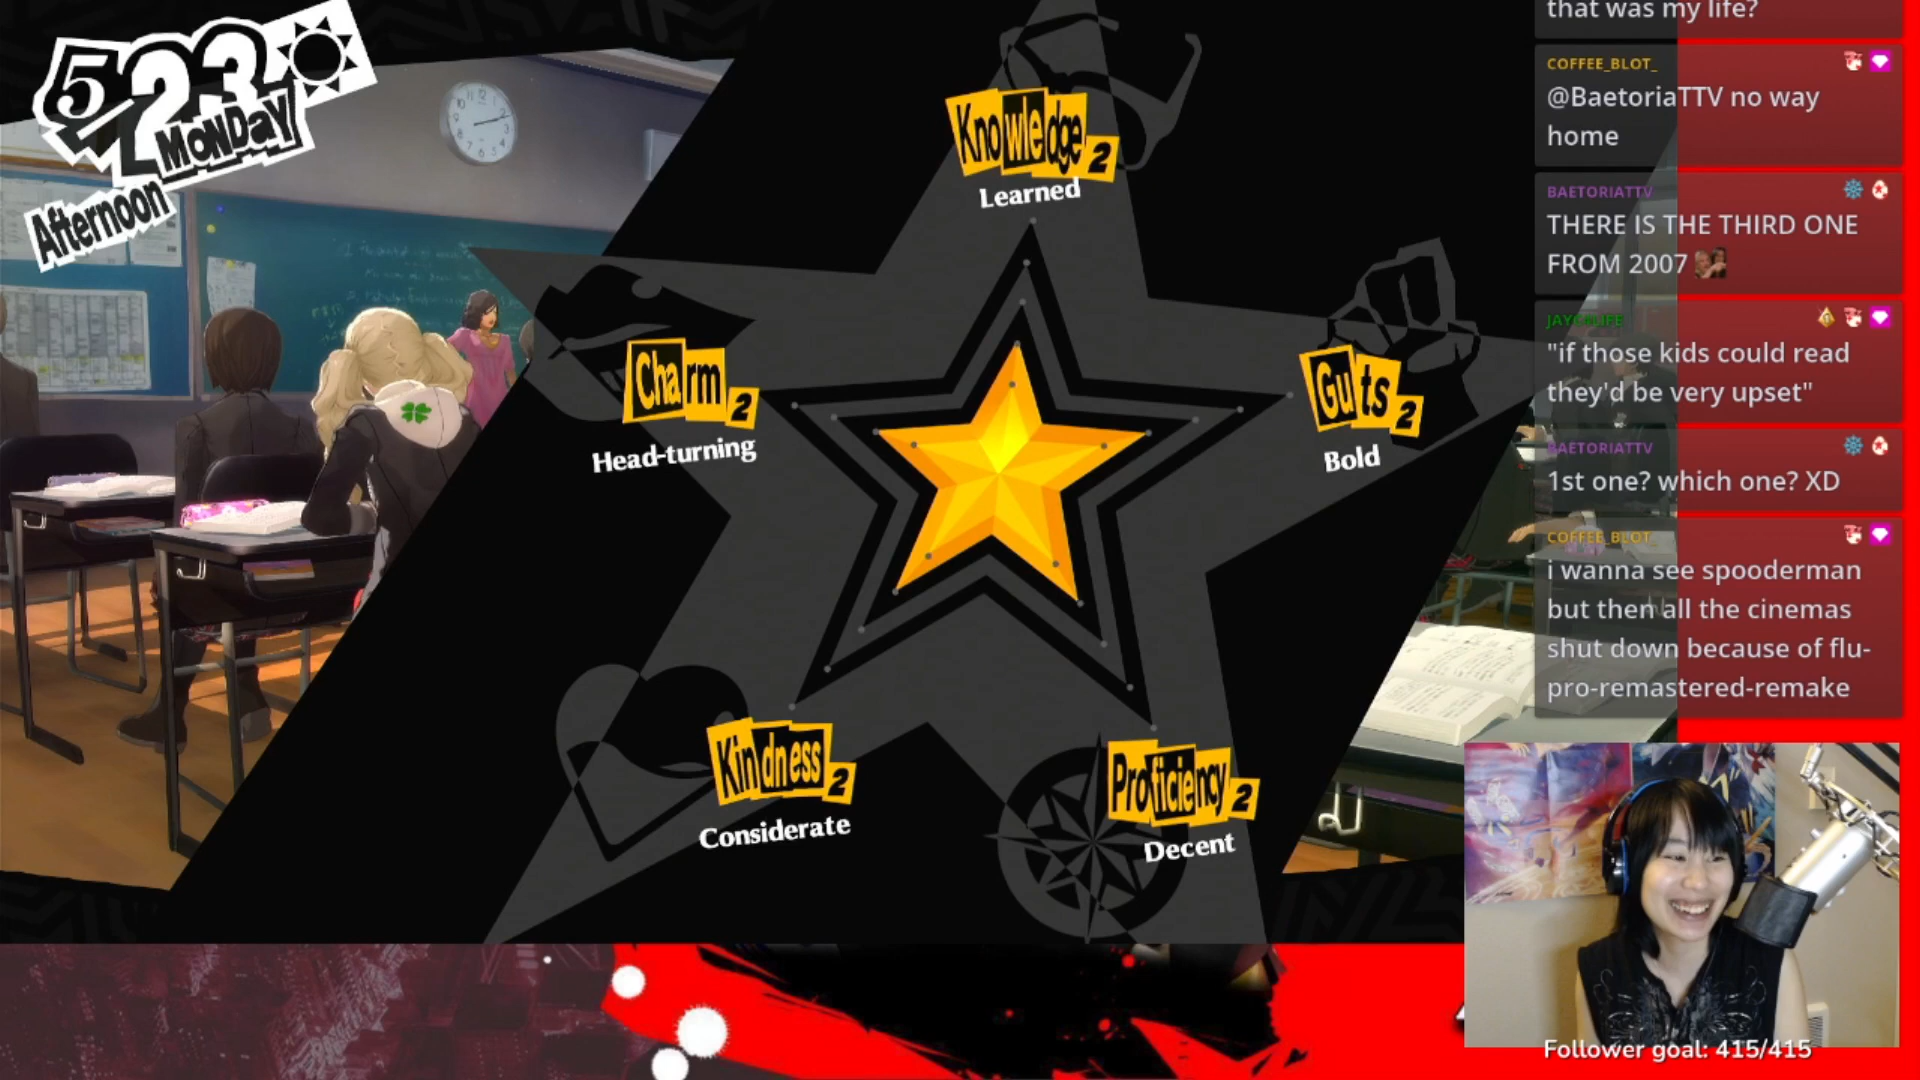 5/23
MONDAY
Afternoon
Knowledge 2
Learned
Charm 2
Head-turning
Guts 2
Bold
Kindness 2
Considerate
Proficiency 2
Decent
that was my life?
COFFEE_BLOT_
@BaetoriaTTV no way
home
BAETORIATTV
THERE IS THE THIRD ONE
FROM 2007
"if those kids could read
they'd be very upset"
BAETORIATTV
1st one? which one? XD
COFFEE_BLOT_
i wanna see spooderman
but then all the cinemas
shut down because of flu-
pro-remastered-remake
Follower goal: 415/415